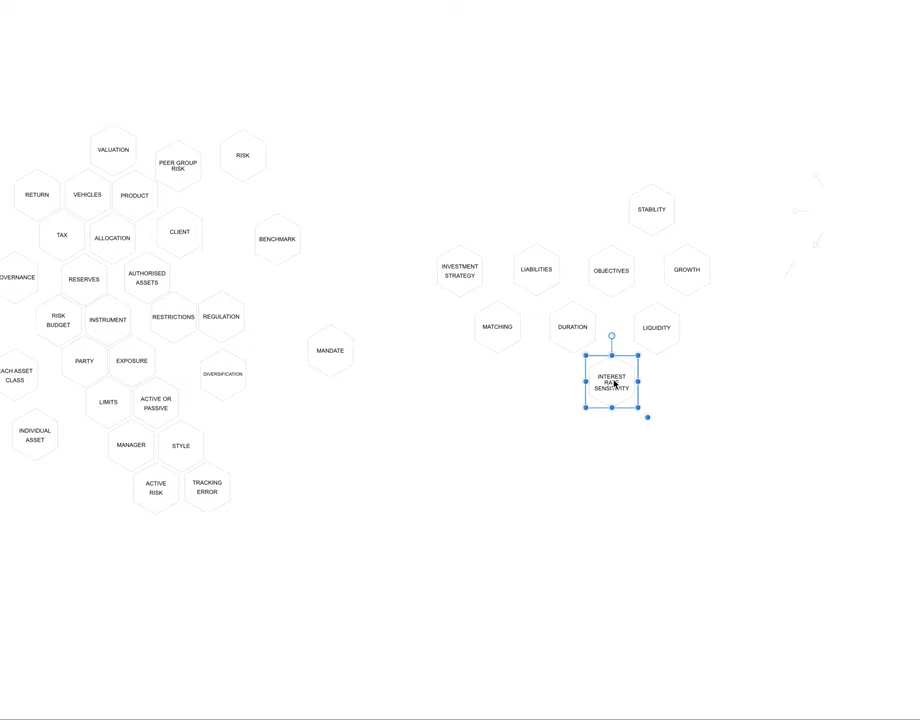 VALUATION
PEER GROUP
RISK
RISK
RETURN
VEHICLES
PRODUCT
TAX
ALLOCATION
CLIENT
BENCHMARK
OVERNANCE
RESERVES
AUTHORISED
ASSETS
RISK
BUDGET
INSTRUMENT
RESTRICTIONS
REGULATION
MANDATE
PARTY
EXPOSURE
DIVERSIFICATION
EACH ASSET
CLASS
LIMITS
ACTIVE OR
PASSIVE
INDIVIDUAL
ASSET
MANAGER
STYLE
ACTIVE
RISK
TRACKING
ERROR
STABILITY
INVESTMENT
STRATEGY
LIABILITIES
OBJECTIVES
GROWTH
MATCHING
DURATION
LIQUIDITY
INTEREST
RATE
SENSITIVITY